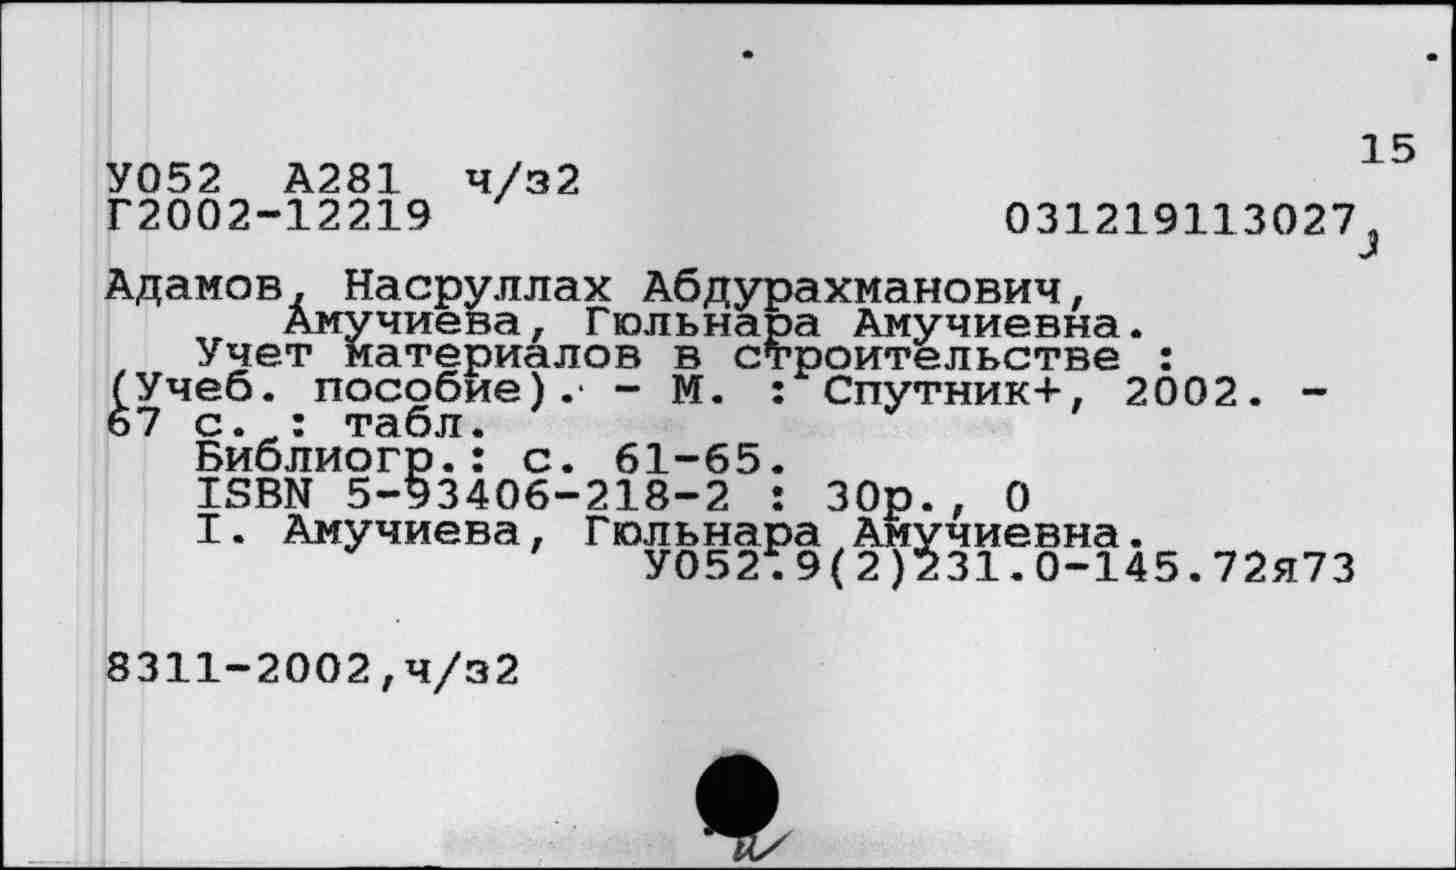 15
У052 А281 ч/з2
Г2002-12219 031219113027
Адамов, Насруллах Абдурахманович,
Амучиева, Гюльнара Амучиевна.
Учет материалов в строительстве :
(Учеб. пособие). - М. : Спутник+, 2002. -
67 с. : табл.
Библиогр.: с. 61-65.
ISBN 5-93406-218-2 : 30р., 0
I. Амучиева, Гюльнара Амучиевна.
У052.9(2)231.0-145.72я73
8311-2002,ч/з2